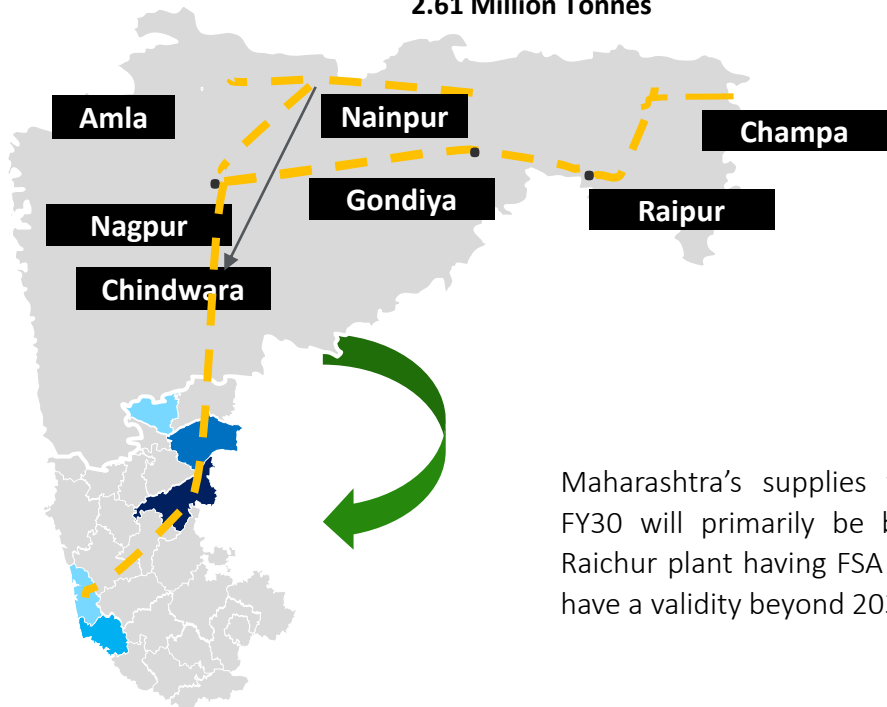 2.61 Million Tonnes
Amla
Nainpur
Champa
Gondiya
Raipur
Nagpur
Chindwara
Maharashtra’s supplies
FY30 will primarily be
Raichur plant having FSA
have a validity beyond